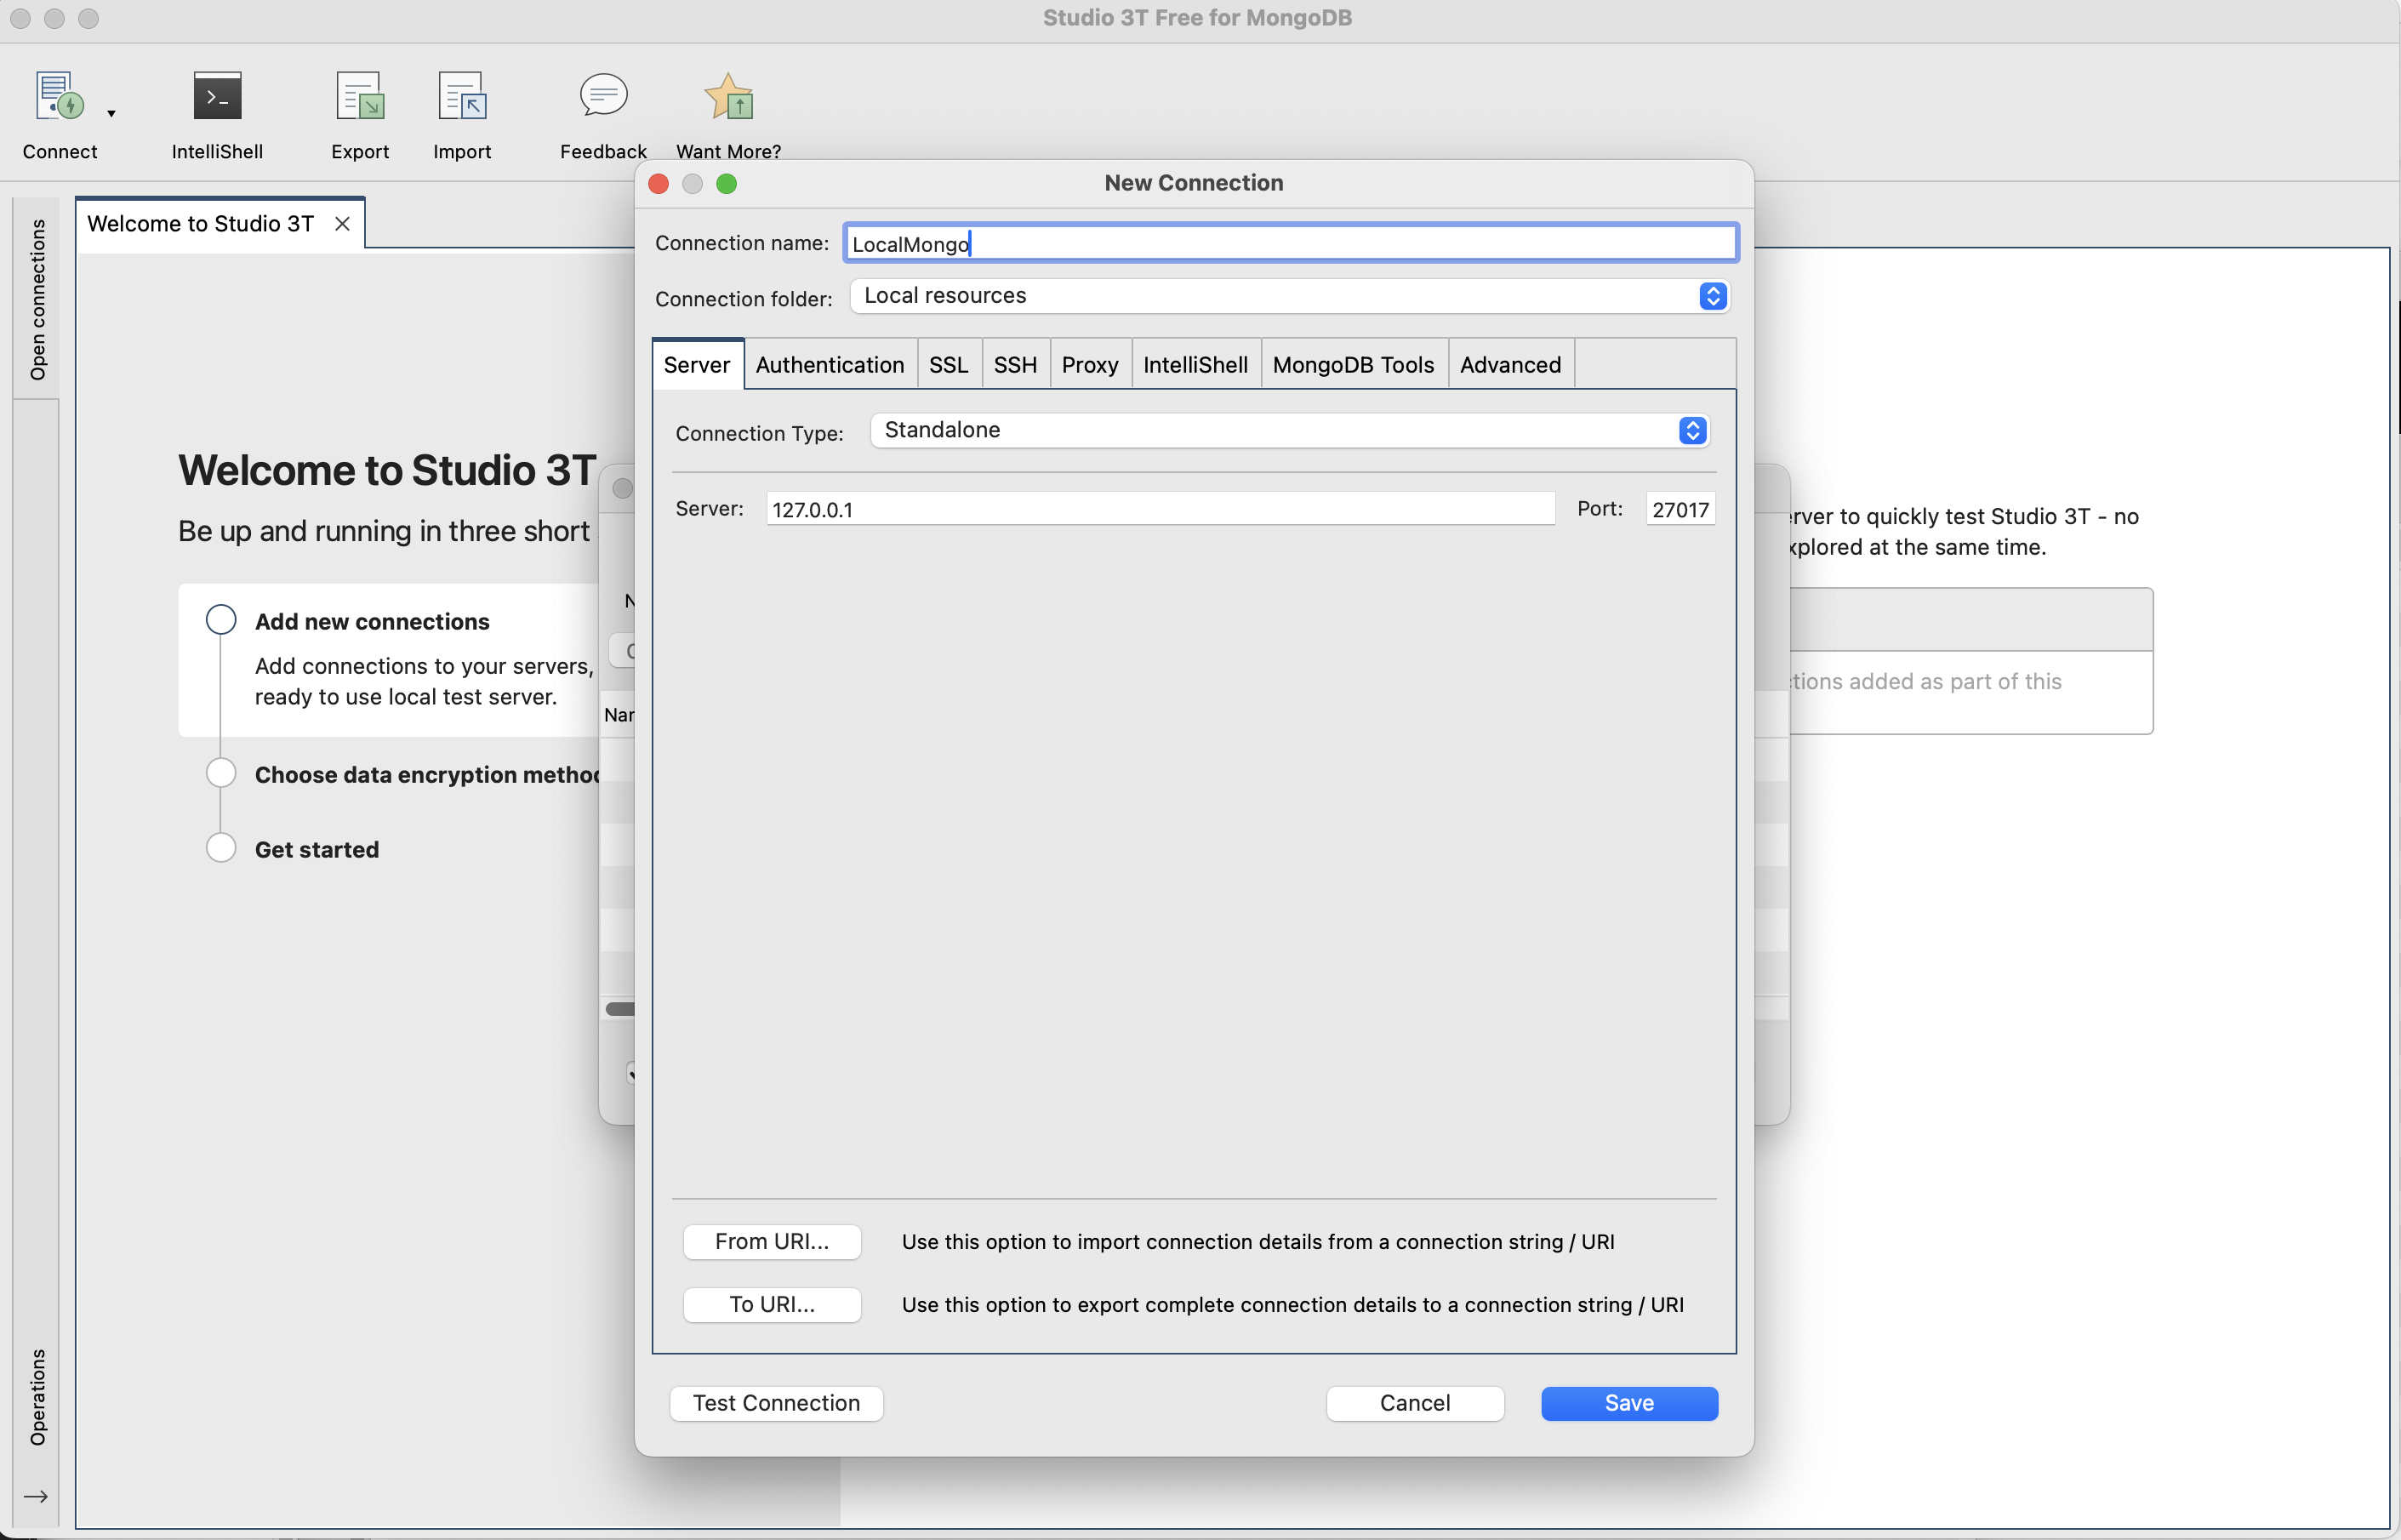 Studio 3T Free for MongoDB
Connect
IntelliShell
Export
Import
Feedback
Want More?
Open connections
Operations
Welcome to Studio 3T
Welcome to Studio 3T
Be up and running in three short
Add new connections
Add connections to your servers,
ready to use local test server.
Choose data encryption
Get started
New Connection
Connection name: LocalMongo
Connection folder: Local resources
Server Authentication SSL SSH Proxy IntelliShell MongoDB Tools Advanced
Connection Type: Standalone
Server: 127.0.0.1 Port: 27017
From URI... Use this option to import connection details from a connection string / URI
To URI... Use this option to export complete connection details to a connection string / URI
Test Connection
Cancel
Save
to quickly test Studio 3T - no
at the same time.
added as part of this